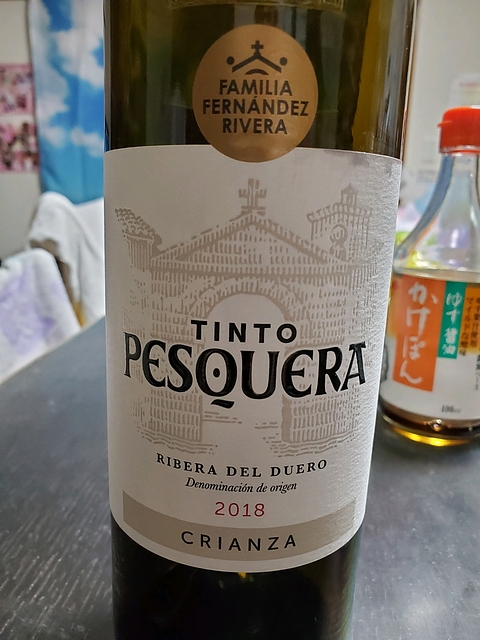 FAMILIA
FERNÁNDEZ
RIVERA
TINTO
PESQUERA
RIBERA DEL DUERO
Denominación de origen
2018
CRIANZA
かけぽん
ゆず醤油